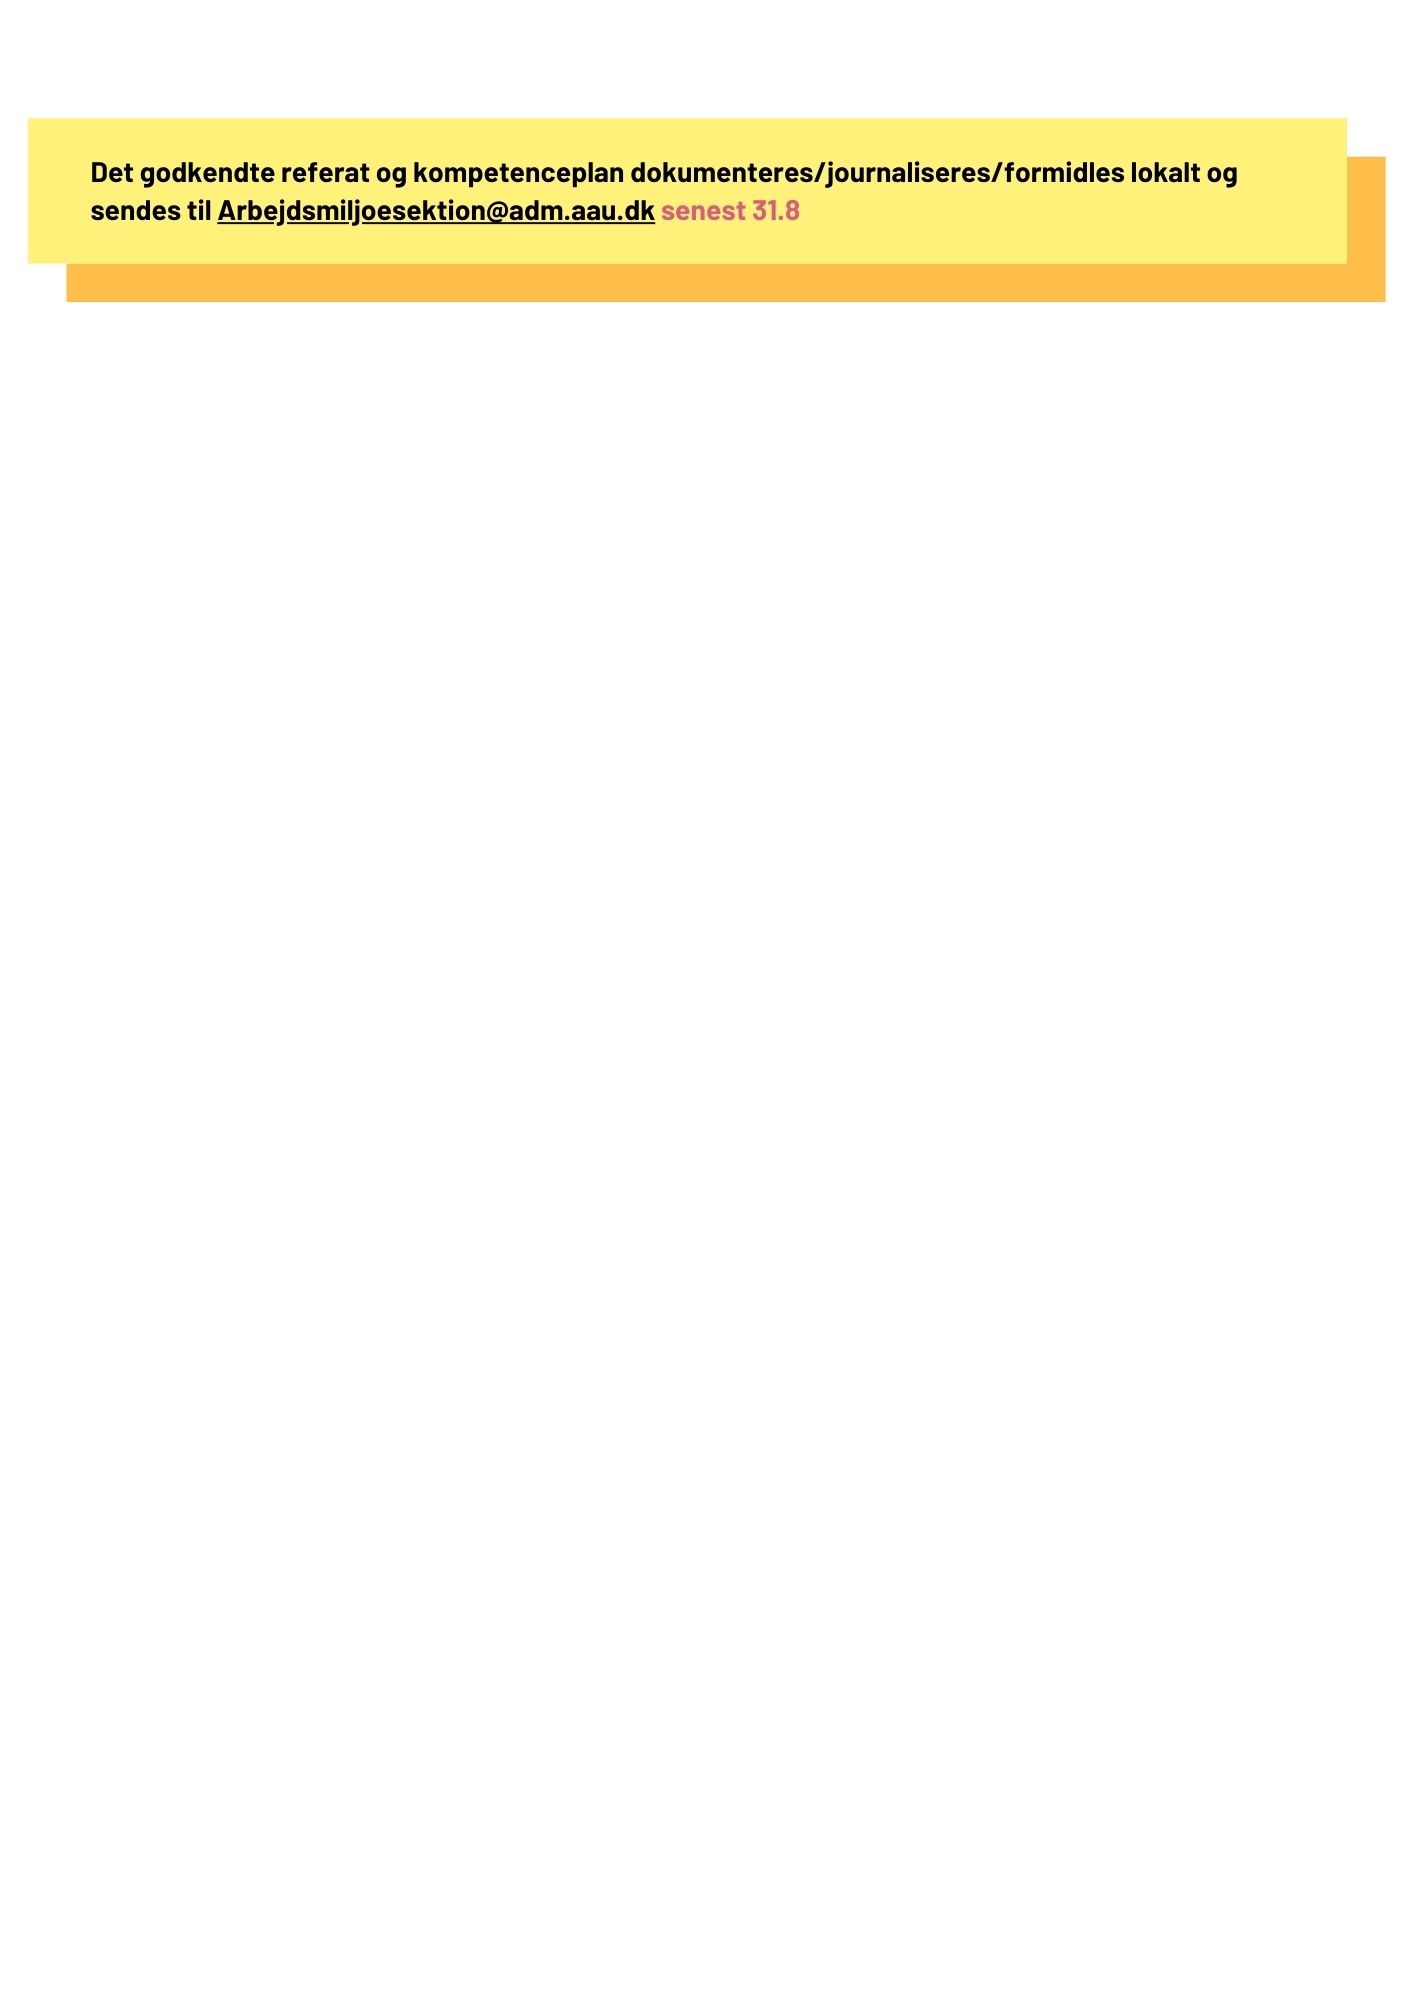 Det godkendte referat og kompetenceplan dokumenteres/journaliseres/formidles lokalt og
sendes til Arbejdsmiljoesektion@adm.aau.dk senest 31.8